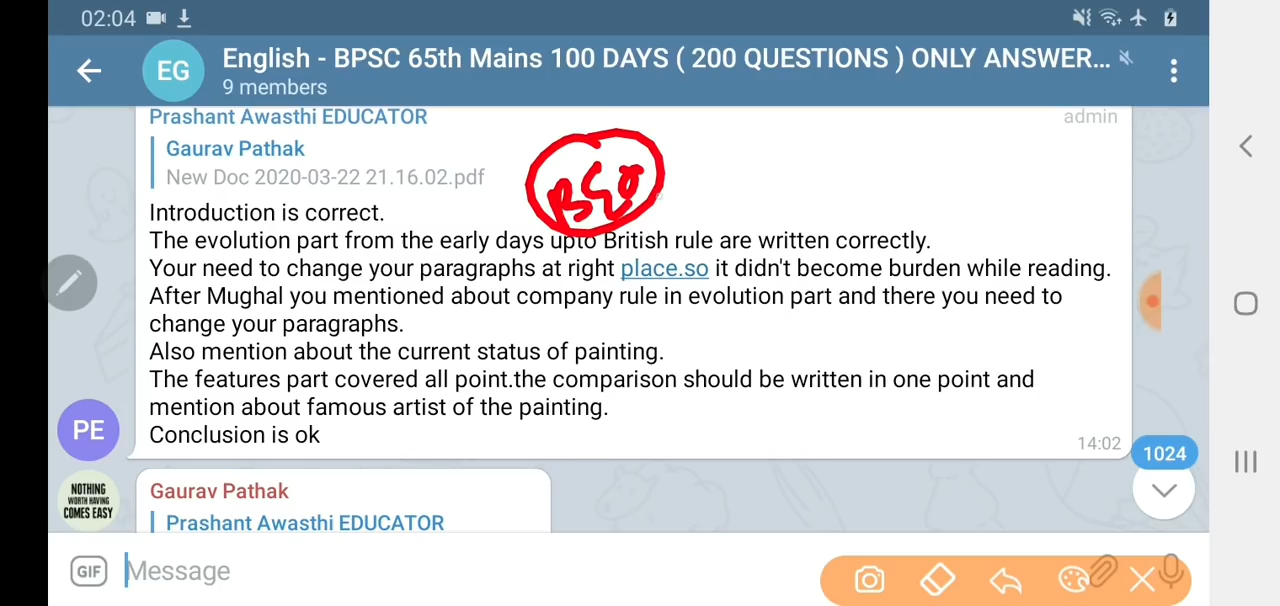 02:04
English - BPSC 65th Mains 100 DAYS ( 200 QUESTIONS ) ONLY ANSWER...
EG
9 members
Prashant Awasthi EDUCATOR
admin
Gaurav Pathak
New Doc 2020-03-22 21.16.02.pdf
Introduction is correct.
The evolution part from the early days upto British rule are written correctly.
Your need to change your paragraphs at right place.so it didn't become burden while reading.
After Mughal you mentioned about company rule in evolution part and there you need to
change your paragraphs.
Also mention about the current status of painting.
The features part covered all point.the comparison should be written in one point and
mention about famous artist of the painting.
Conclusion is ok
PE
14:02
1024
NOTHING
WORTH HAVING
COMES EASY
Gaurav Pathak
Prashant Awasthi EDUCATOR
GIF
Message